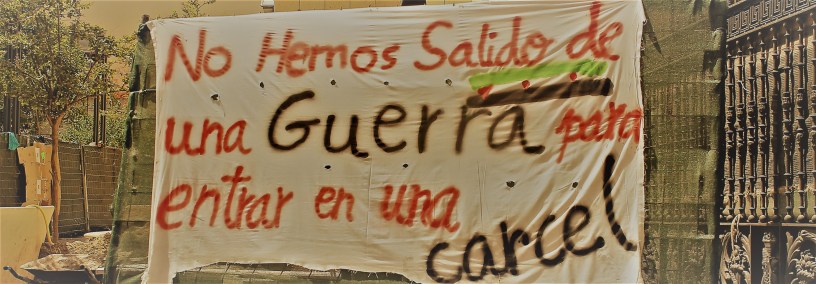 No Hemos Salido de
una Guerra para
entrar en una
carcel